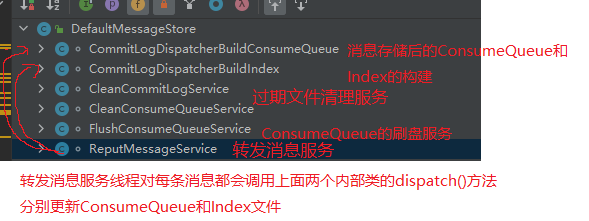 DefaultMessageStore
CommitLogDispatcherBuildConsumeQueue 消息存储后的ConsumeQueue和
CommitLogDispatcherBuildIndex Index的构建
CleanCommitLogService 过期文件清理服务
CleanConsumeQueueService
FlushConsumeQueueService ConsumeQueue的刷盘服务
ReputMessageService 转发消息服务
转发消息服务线程对每条消息都会调用上面两个内部类的dispatch()方法
分别更新ConsumeQueue和Index文件